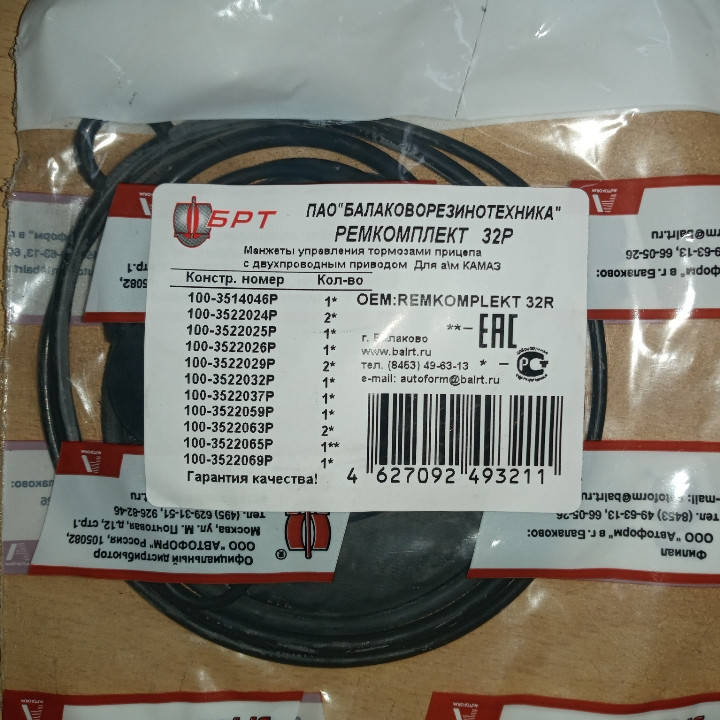 БРТ
ПАО"БАЛАКОВОРЕЗИНОТЕХНИКА"
РЕМКОМПЛЕКТ 32Р
Манжеты управления тормозами прицепа
с двухпроводным приводом Для а\м КАМАЗ
Констр. номер Кол-во
100-3514046Р 1*
100-3522024Р 2*
100-3522025Р 1*
100-3522026Р 1*
100-3522029Р 2*
100-3522032Р 1*
100-3522037Р 1*
100-3522059Р 1*
100-3522063Р 2*
100-3522065Р 1**
100-3522069Р 1*
Гарантия качества!
OEM:REMKOMPLEKT 32R
**- EAC
г. Балаково
www.balrt.ru
тел. (8453) 49-63-13 * -
e-mail: autoform@balrt.ru
4 627092 493211
Официальный дистрибьютор
ООО "АВТОФОРМ" Россия, 105082,
Москва, ул. М. Почтовая, д.12, стр.1
тел. (495) 629-31-51, 926-82-46
Филиал
ООО "Автоформ" в г. Балаково:
тел. (8453) 49-63-13, 66-05-26
e-mail: autoform@balrt.ru